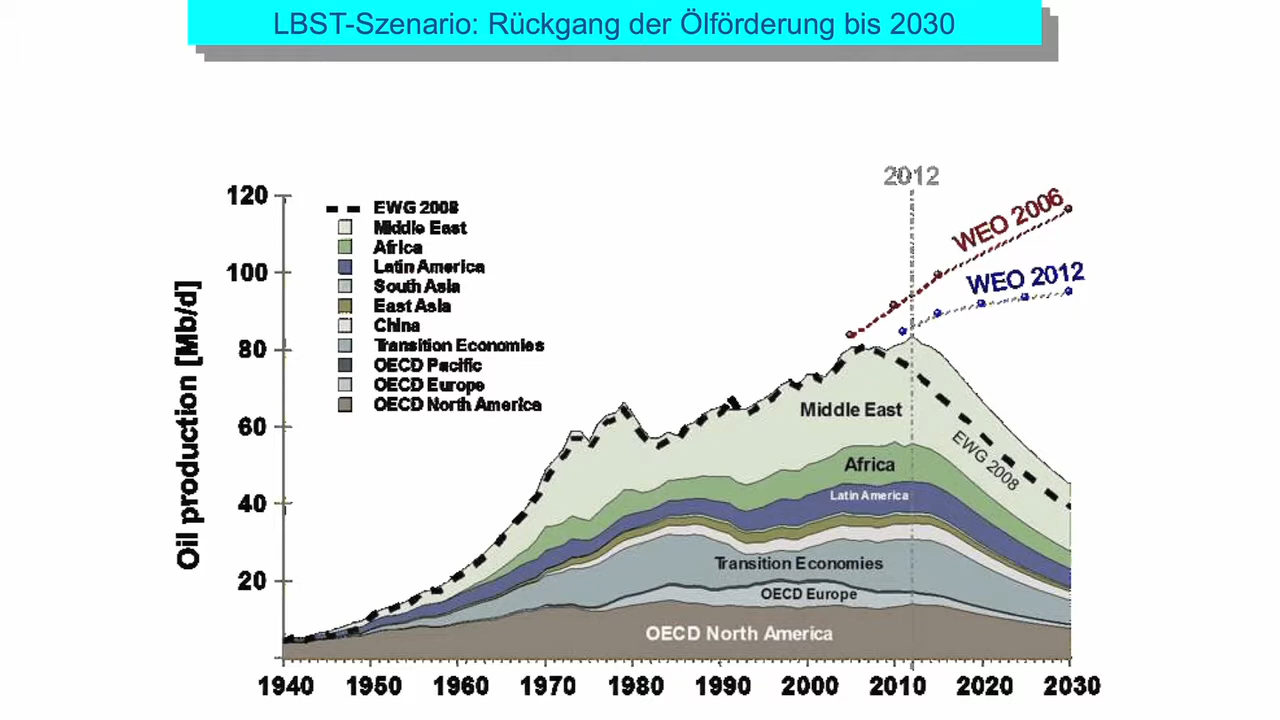 LBST-Szenario: Rückgang der Ölförderung bis 2030
2012
120
100
80
60
40
20
Oil production [Mb/d]
EWG 2008
Middle East
Africa
Latin America
South Asia
East Asia
China
Transition Economies
OECD Pacific
OECD Europe
OECD North America
WEO 2006
WEO 2012
Middle East
EWG 2008
Africa
Latin America
Transition Economies
OECD Europe
OECD North America
1940 1950 1960 1970 1980 1990 2000 2010 2020 2030